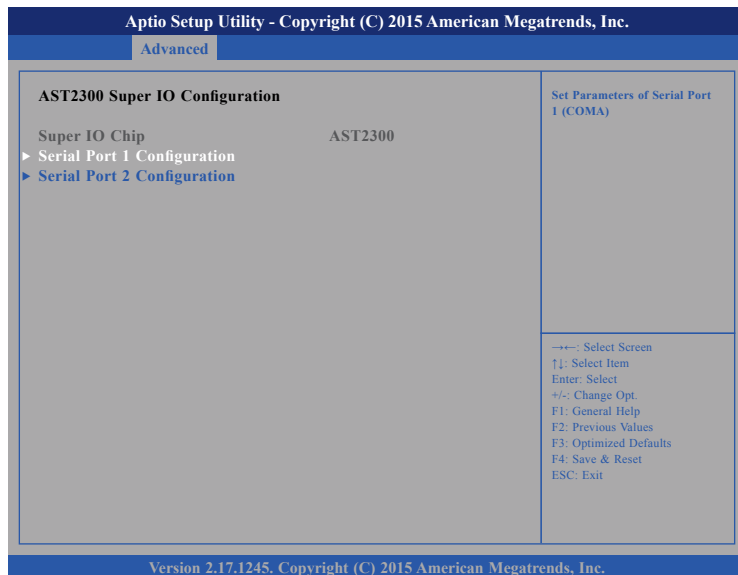 Aptio Setup Utility - Copyright (C) 2015 American Megatrends, Inc.
Advanced
AST2300 Super IO Configuration
Super IO Chip AST2300
► Serial Port 1 Configuration
► Serial Port 2 Configuration
Set Parameters of Serial Port
1 (COMA)
→←: Select Screen
↑↓: Select Item
Enter: Select
+/-: Change Opt.
F1: General Help
F2: Previous Values
F3: Optimized Defaults
F4: Save & Reset
ESC: Exit
Version 2.17.1245. Copyright (C) 2015 American Megatrends, Inc.